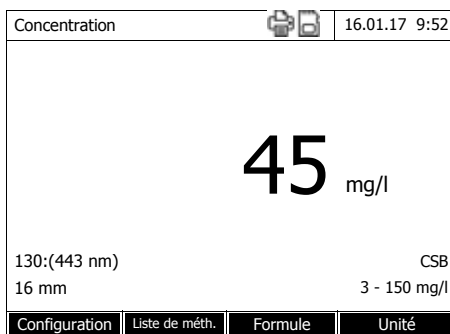 Concentration 16.01.17 9:52
45 mg/l
130:(443 nm) CSB
16 mm 3 - 150 mg/l
Configuration Liste de méth. Formule Unité